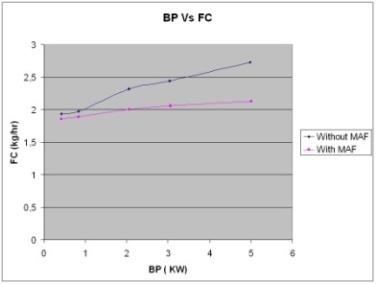 BP Vs FC
3
2,5
2
1,5
1
0,5
0
0
1
2
3
4
5
6
FC (kg/hr)
BP ( KW)
Without MAF
With MAF